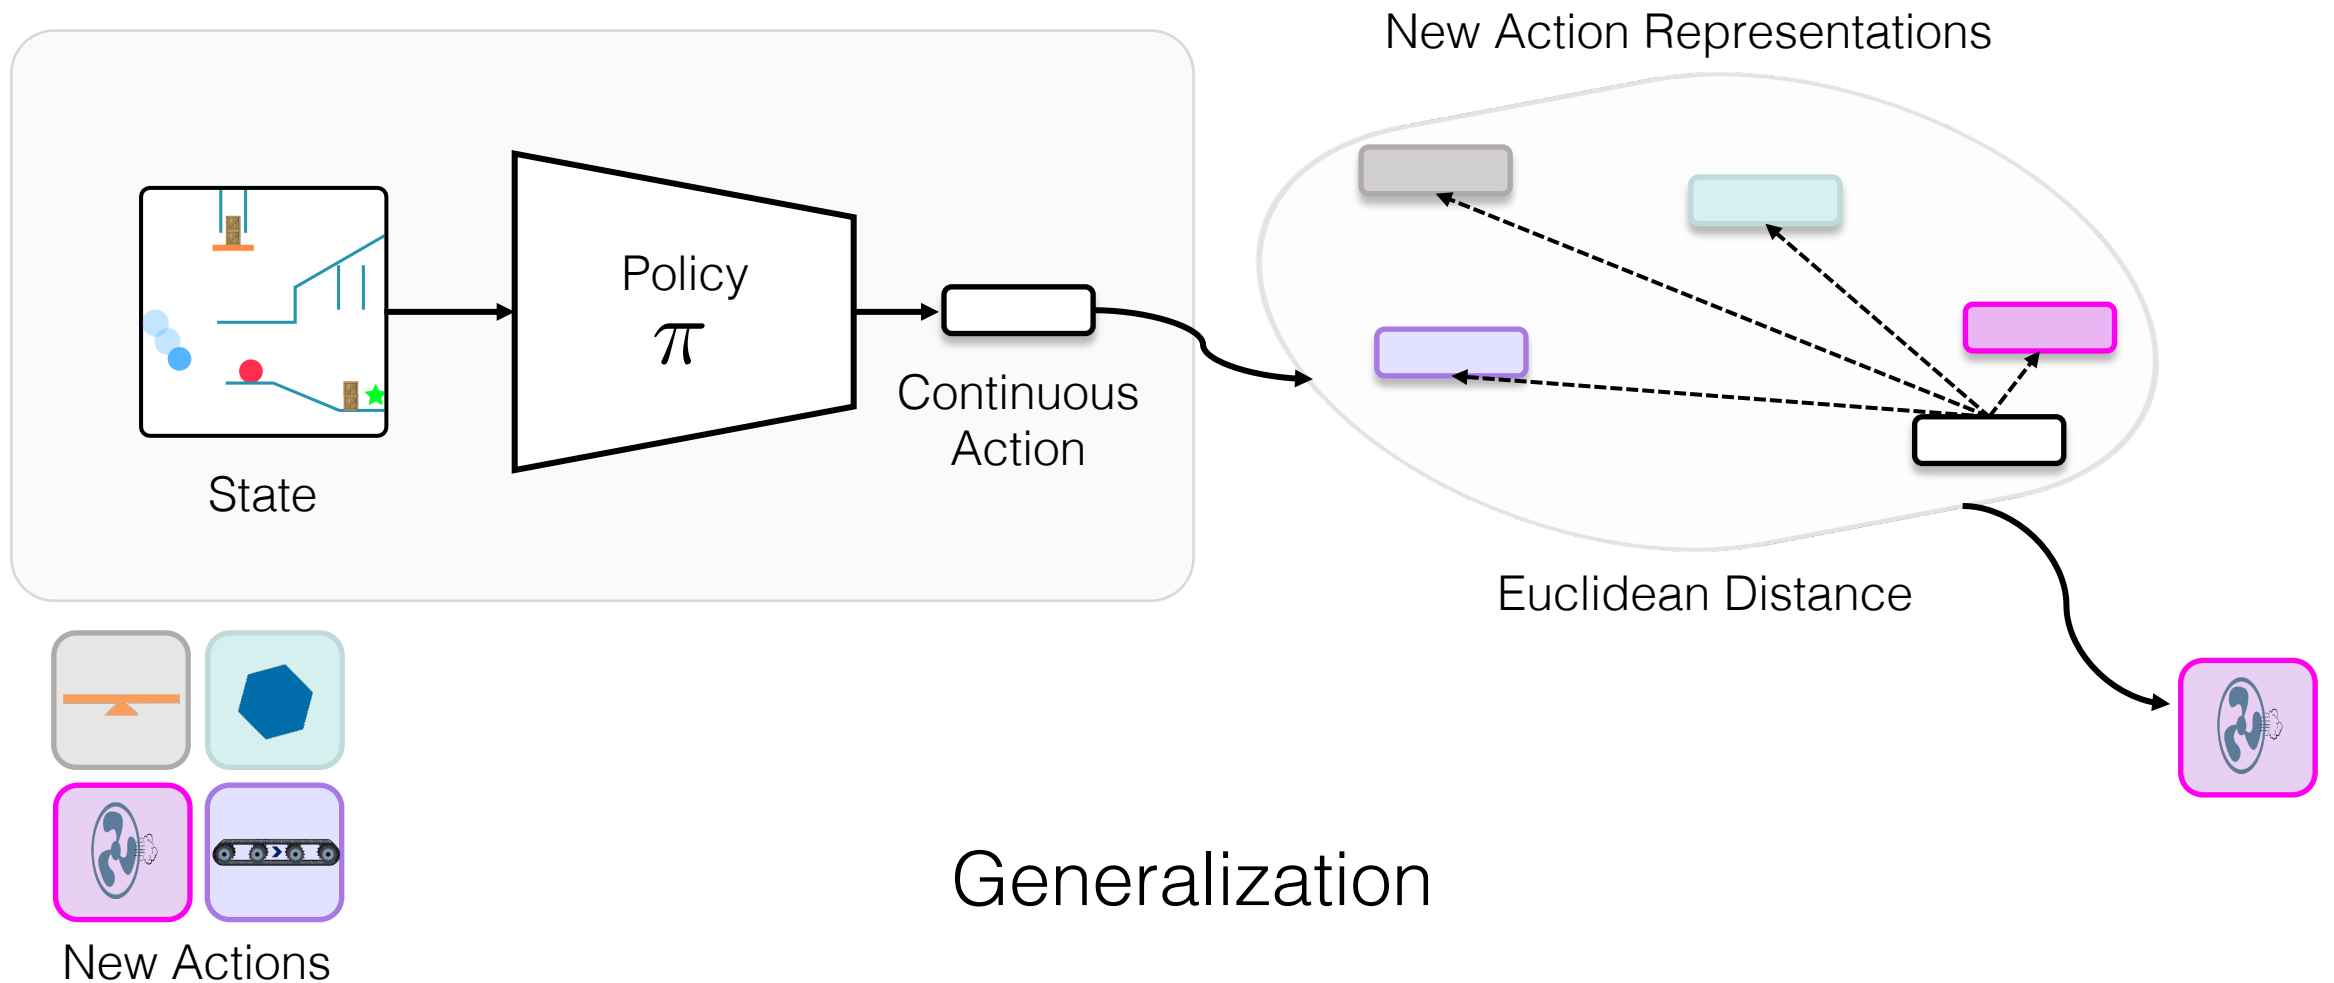 New Action Representations
Policy
π
Continuous
Action
State
Euclidean Distance
Generalization
New Actions